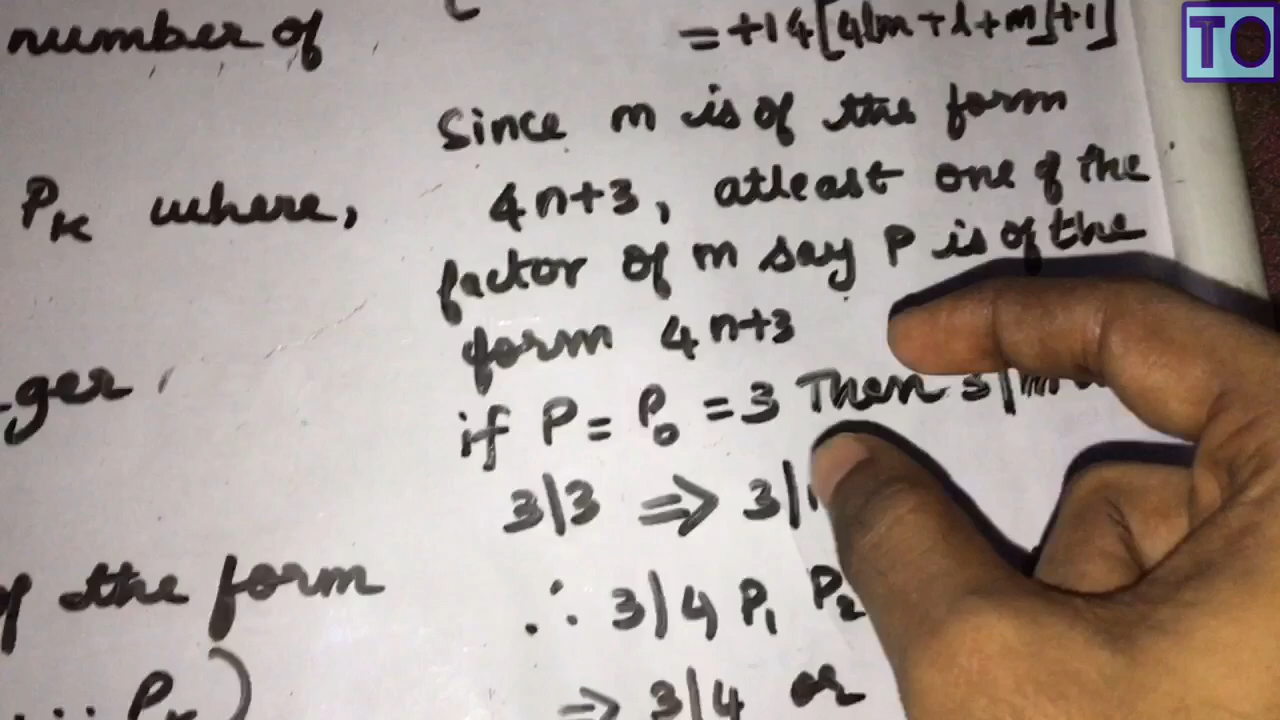 number of
= +14[4lm+l+m]+1]
Since m is of the form
PK where,
4n+3, atleast one of the
factor of m say P is of the
form 4n+3
ger.
if P = P0 = 3 Then 3|m
3|3 ⇒ 3|
of the form
∴ 3|4 P1 P2
... PK)
⇒ 3|4 or
TO